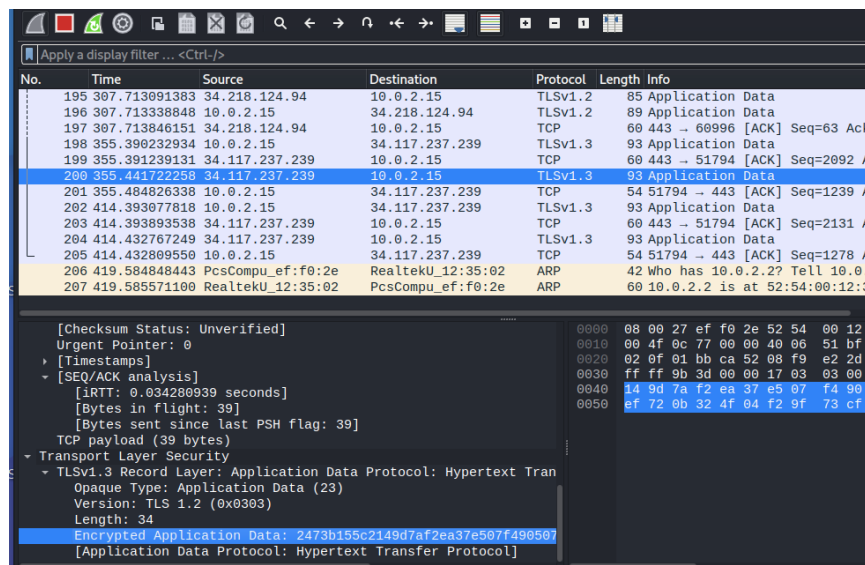 Apply a display filter ... <Ctrl-/>
No. Time Source Destination Protocol Length Info
195 307.713091383 34.218.124.94 10.0.2.15 TLSv1.2 85 Application Data
196 307.713338848 10.0.2.15 34.218.124.94 TLSv1.2 89 Application Data
197 307.713846151 34.218.124.94 10.0.2.15 TCP 60 443 → 60996 [ACK] Seq=63 Ack
198 355.390232934 10.0.2.15 34.117.237.239 TLSv1.3 93 Application Data
199 355.391239131 34.117.237.239 10.0.2.15 TCP 60 443 → 51794 [ACK] Seq=2092 A
200 355.441722258 34.117.237.239 10.0.2.15 TLSv1.3 93 Application Data
201 355.484826338 10.0.2.15 34.117.237.239 TCP 54 51794 → 443 [ACK] Seq=1239 A
202 414.393077818 10.0.2.15 34.117.237.239 TLSv1.3 93 Application Data
203 414.393893538 34.117.237.239 10.0.2.15 TCP 60 443 → 51794 [ACK] Seq=2131 A
204 414.432767249 34.117.237.239 10.0.2.15 TLSv1.3 93 Application Data
205 414.432809550 10.0.2.15 34.117.237.239 TCP 54 51794 → 443 [ACK] Seq=1278 A
206 419.584848443 PcsCompu_ef:f0:2e RealtekU_12:35:02 ARP 42 Who has 10.0.2.2? Tell 10.0
207 419.585571100 RealtekU_12:35:02 PcsCompu_ef:f0:2e ARP 60 10.0.2.2 is at 52:54:00:12:3
[Checksum Status: Unverified]
Urgent Pointer: 0
[Timestamps]
[SEQ/ACK analysis]
[iRTT: 0.034280939 seconds]
[Bytes in flight: 39]
[Bytes sent since last PSH flag: 39]
TCP payload (39 bytes)
Transport Layer Security
TLSv1.3 Record Layer: Application Data Protocol: Hypertext Tran
Opaque Type: Application Data (23)
Version: TLS 1.2 (0x0303)
Length: 34
Encrypted Application Data: 2473b155c2149d7af2ea37e507f490507
[Application Data Protocol: Hypertext Transfer Protocol]
0000 08 00 27 ef f0 2e 52 54 00 12
0010 00 4f 0c 77 00 00 40 06 51 bf
0020 02 0f 01 bb ca 52 08 f9 e2 2d
0030 ff ff 9b 3d 00 00 17 03 03 00
0040 14 9d 7a f2 ea 37 e5 07 f4 90
0050 ef 72 0b 32 4f 04 f2 9f 73 cf